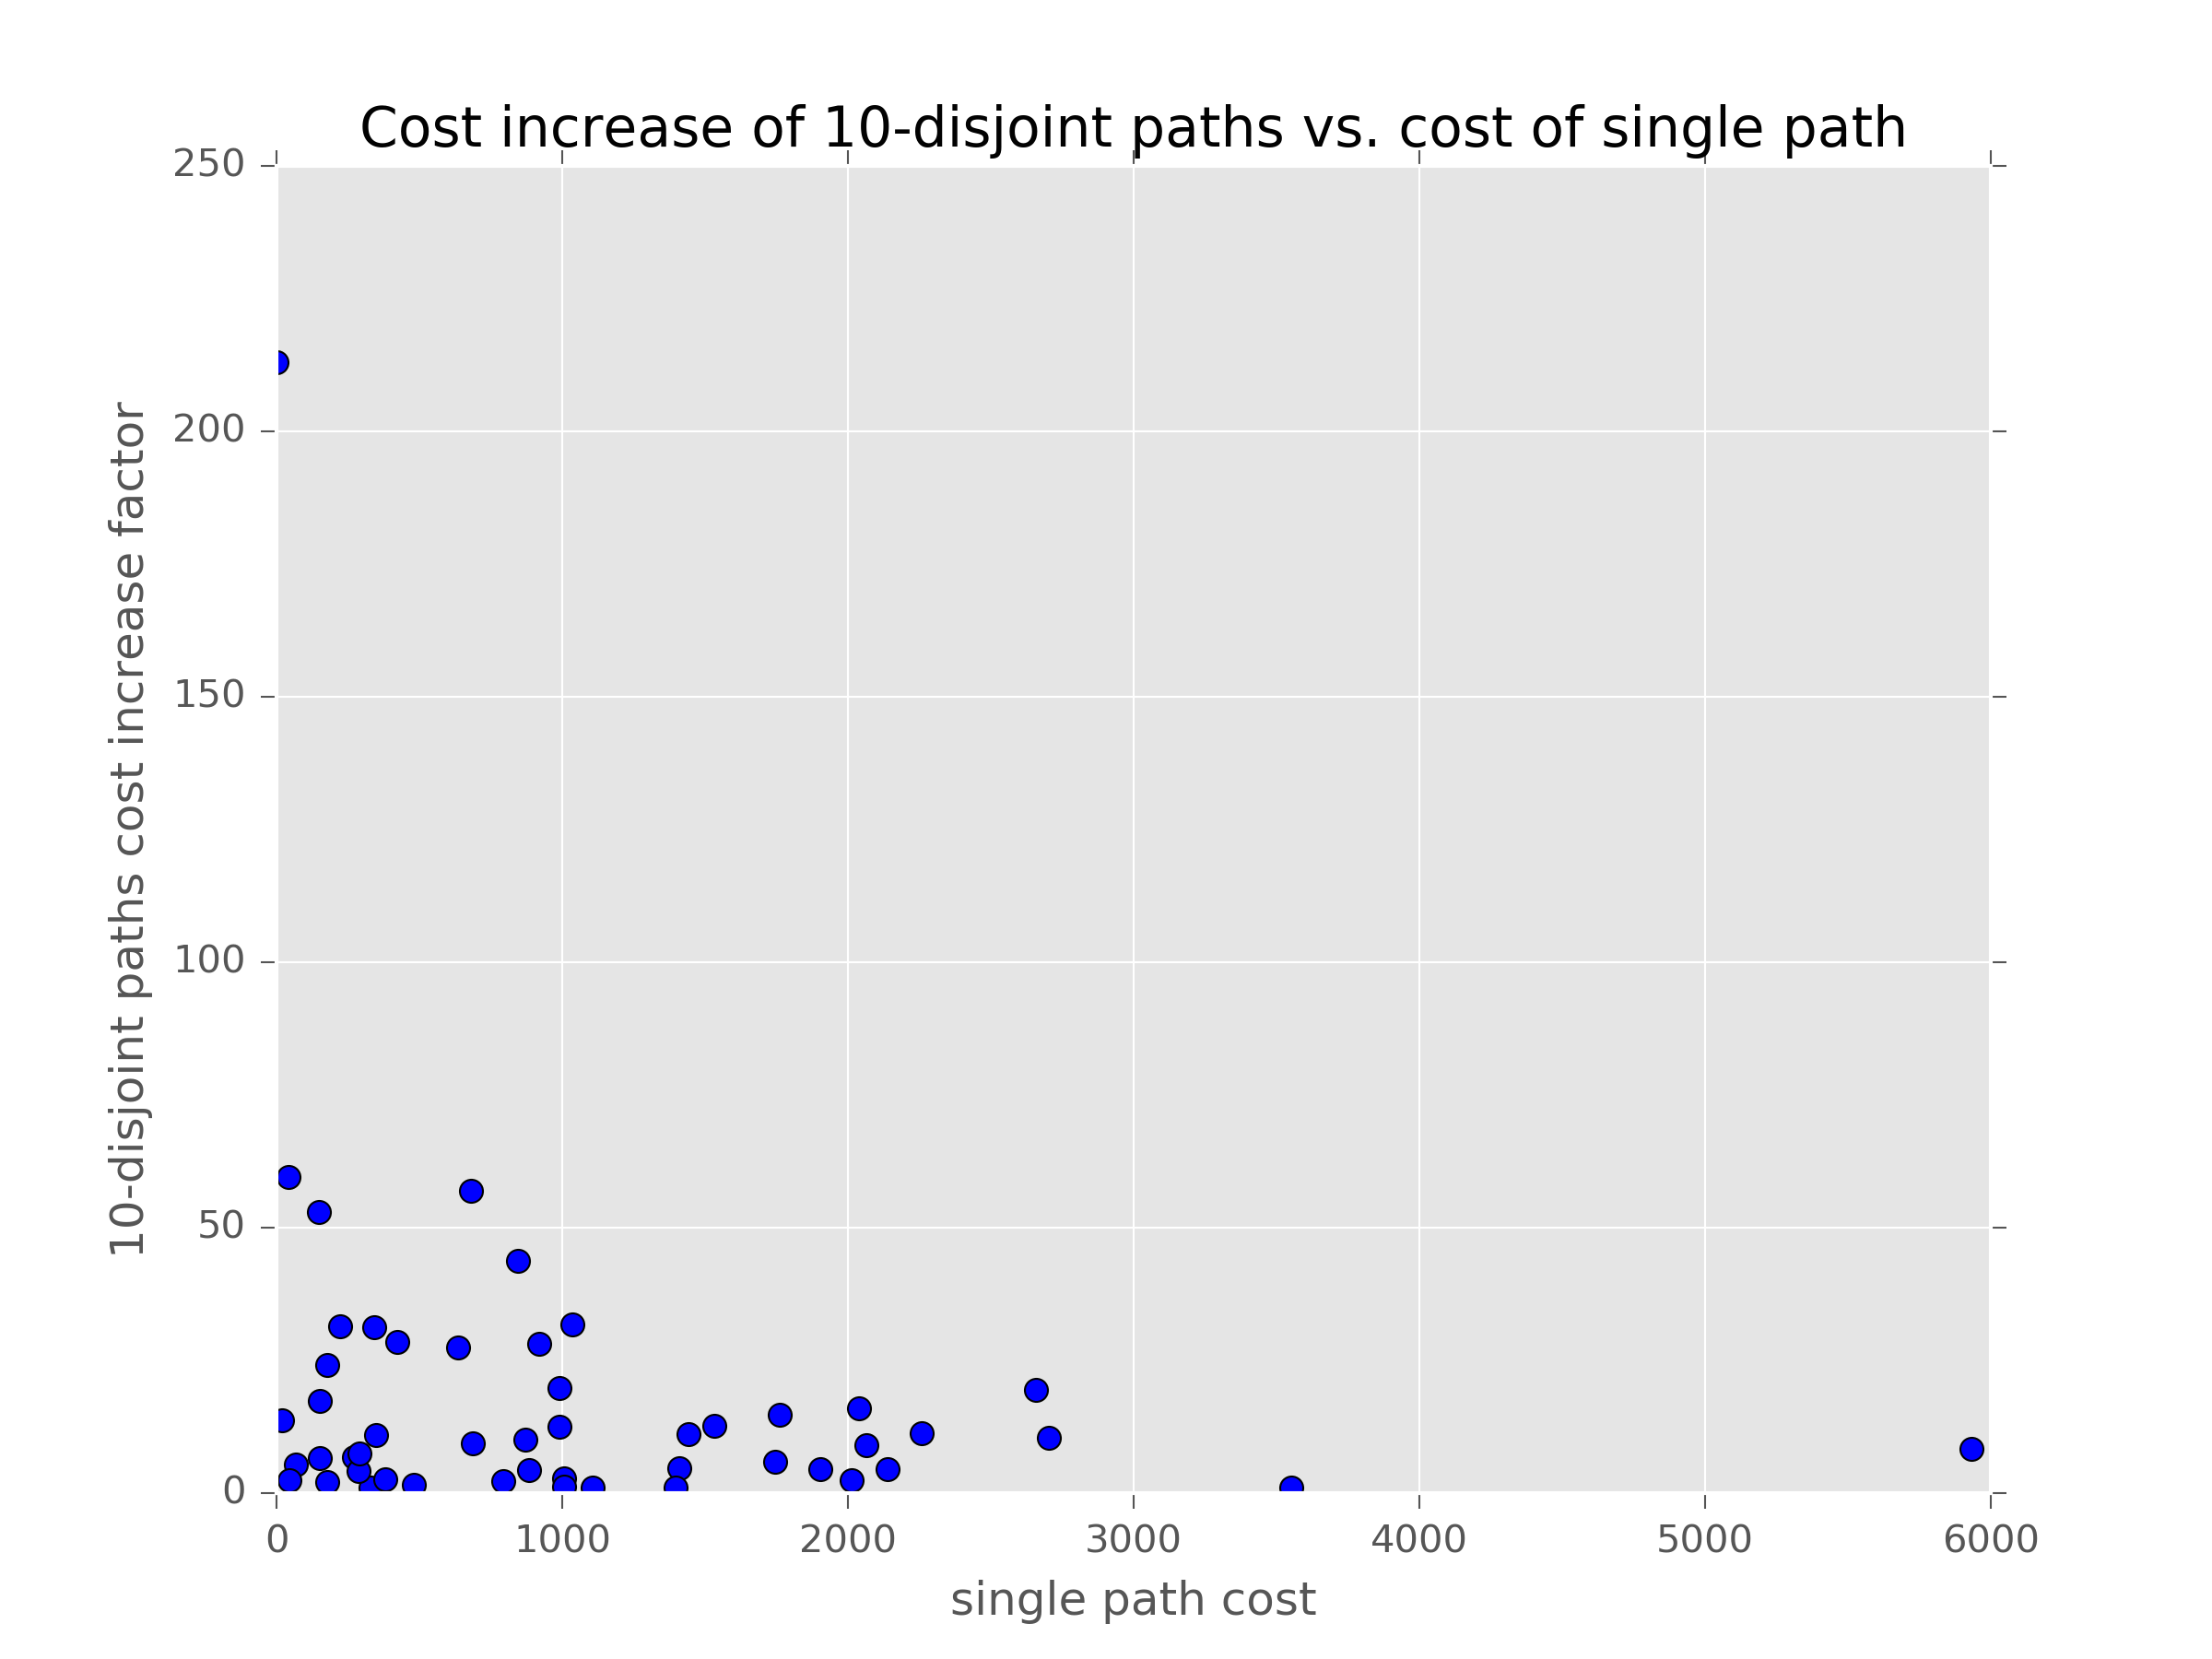 Cost increase of 10-disjoint paths vs. cost of single path
250
200
150
100
50
0
10-disjoint paths cost increase factor
0 1000 2000 3000 4000 5000 6000
single path cost